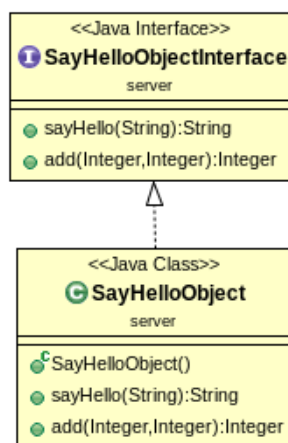 <<Java Interface>>
SayHelloObjectInterface
server
sayHello(String):String
add(Integer,Integer):Integer
<<Java Class>>
SayHelloObject
server
SayHelloObject()
sayHello(String):String
add(Integer,Integer):Integer